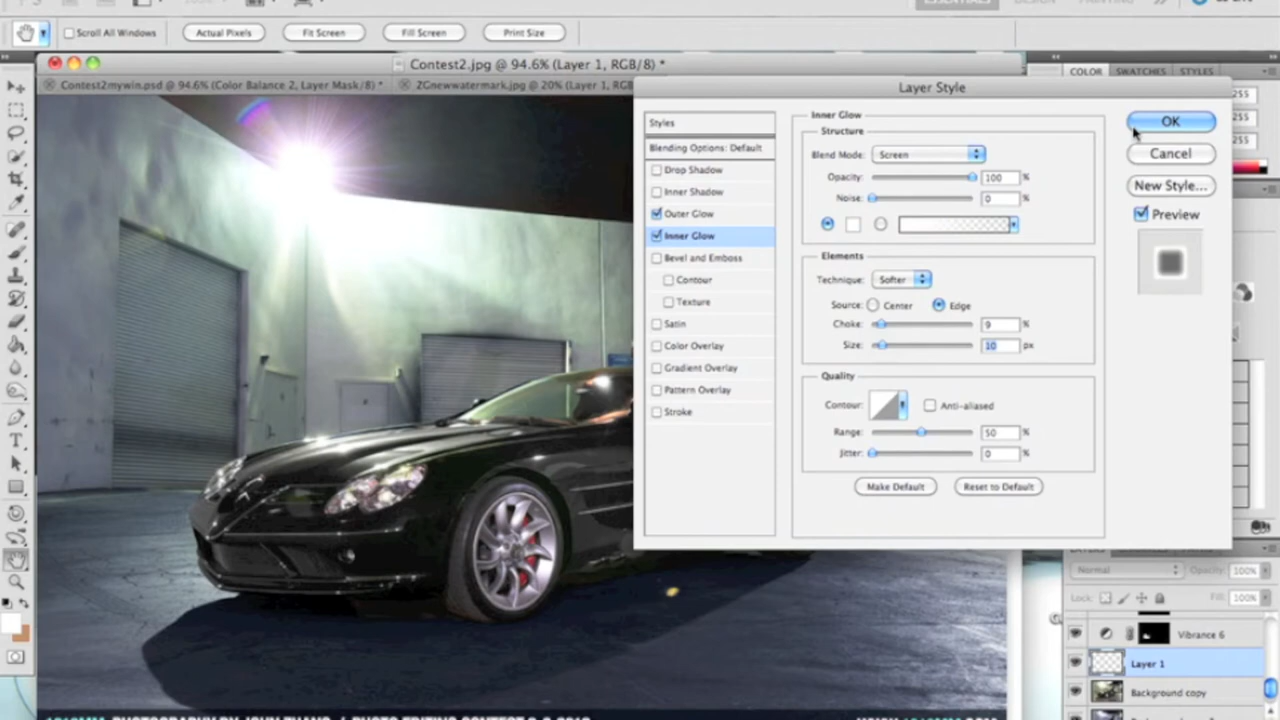 Scroll All Windows
Actual Pixels
Fit Screen
Fill Screen
Print Size
Contest2.jpg @ 94.6% (Layer 1, RGB/8) *
Contest2mywin.psd @ 94.6% (Color Balance 2, Layer Mask/8) *
ZGnewwatermark.jpg @ 20% (Layer 1, RGB/8
COLOR SWATCHES STYLES
255
255
255
Layer Style
Styles
Blending Options: Default
Drop Shadow
Inner Shadow
Outer Glow
Inner Glow
Bevel and Emboss
Contour
Texture
Satin
Color Overlay
Gradient Overlay
Pattern Overlay
Stroke
Inner Glow
Structure
Blend Mode: Screen
Opacity: 100 %
Noise: 0 %
Elements
Technique: Softer
Source: Center Edge
Choke: 9 %
Size: 10 px
Quality
Contour: Anti-aliased
Range: 50 %
Jitter: 0 %
Make Default
Reset to Default
OK
Cancel
New Style...
Preview
Normal Opacity: 100%
Lock: Fill: 100%
Vibrance 6
Layer 1
Background copy